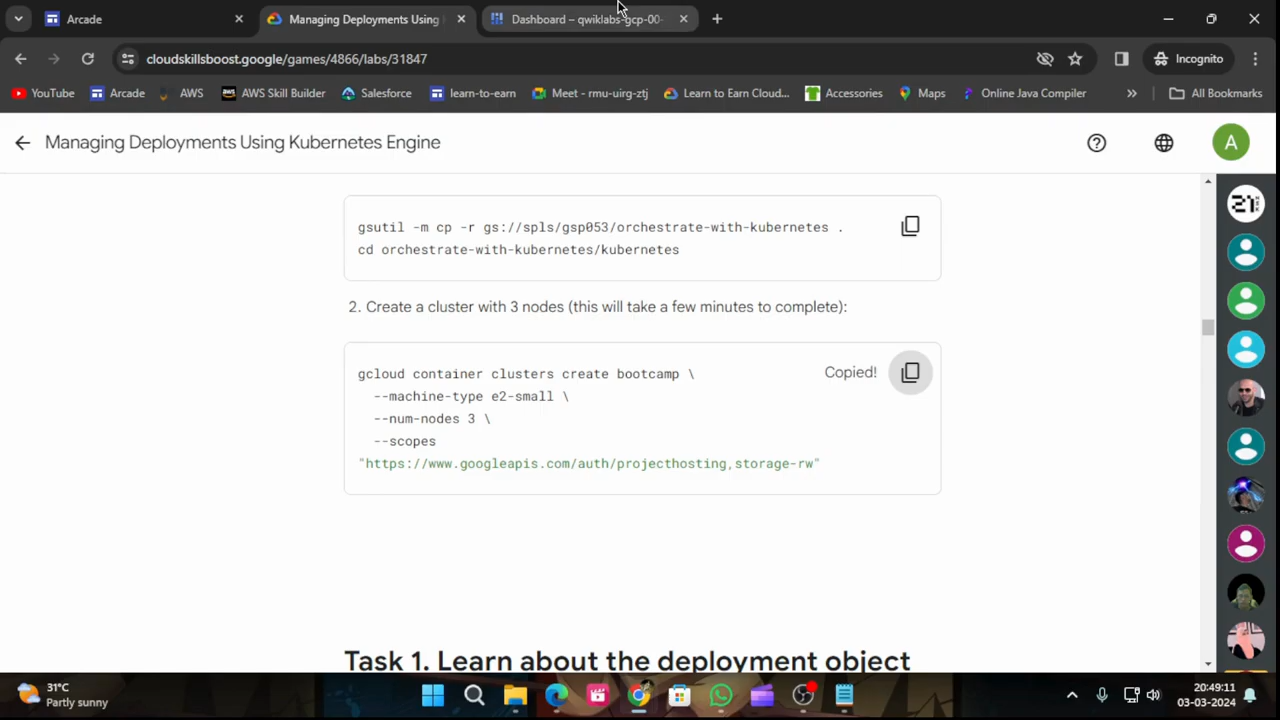 Arcade
Managing Deployments Using
Dashboard – qwiklabs-gcp-00-
cloudskillsboost.google/games/4866/labs/31847
Incognito
YouTube
Arcade
AWS
AWS Skill Builder
Salesforce
learn-to-earn
Meet - rmu-uirg-ztj
Learn to Earn Cloud...
Accessories
Maps
Online Java Compiler
All Bookmarks
Managing Deployments Using Kubernetes Engine
A
gsutil -m cp -r gs://spls/gsp053/orchestrate-with-kubernetes .
cd orchestrate-with-kubernetes/kubernetes
2. Create a cluster with 3 nodes (this will take a few minutes to complete):
gcloud container clusters create bootcamp \
Copied!
--machine-type e2-small \
--num-nodes 3 \
--scopes
"https://www.googleapis.com/auth/projecthosting,storage-rw"
Task 1. Learn about the deployment object
31°C
Partly sunny
20:49:11
03-03-2024